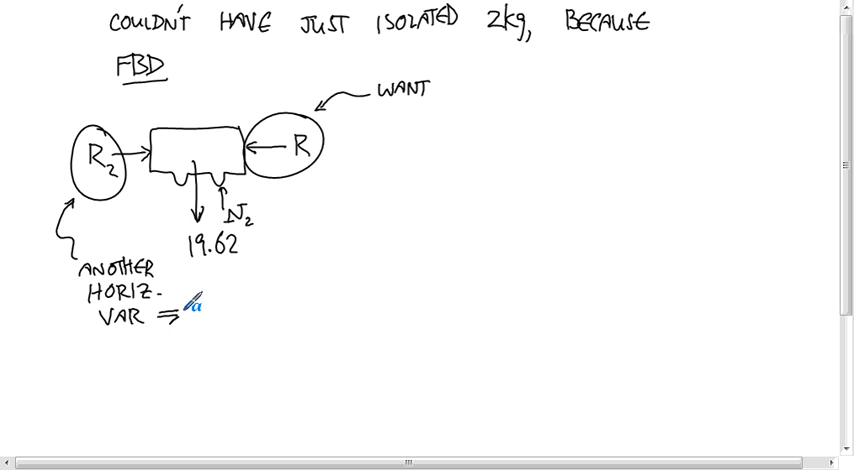 COULDN'T HAVE JUST ISOLATED 2kg, BECAUSE
FBD
WANT
R₂
R
N₂
19.62
ANOTHER
HORIZ.
VAR ⇒